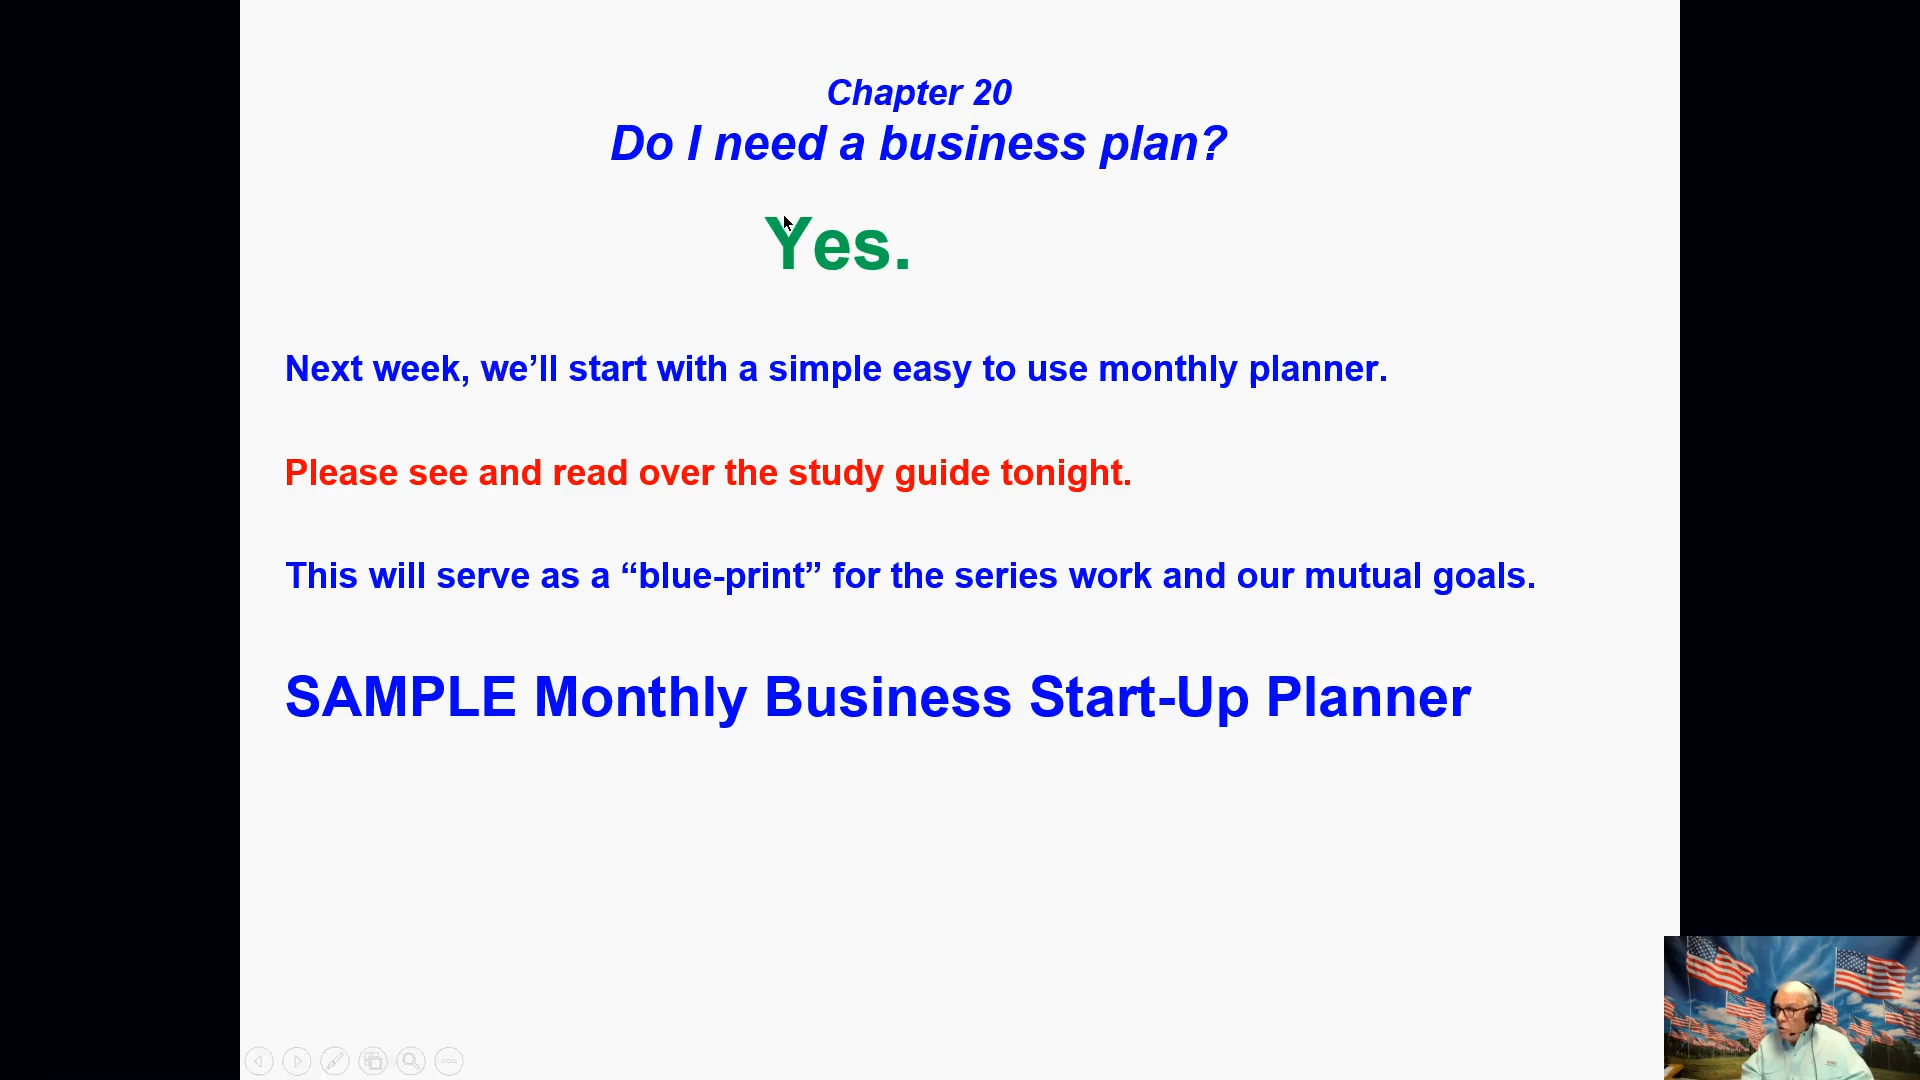 Chapter 20
Do I need a business plan?
Yes.
Next week, we’ll start with a simple easy to use monthly planner.
Please see and read over the study guide tonight.
This will serve as a “blue-print” for the series work and our mutual goals.
SAMPLE Monthly Business Start-Up Planner